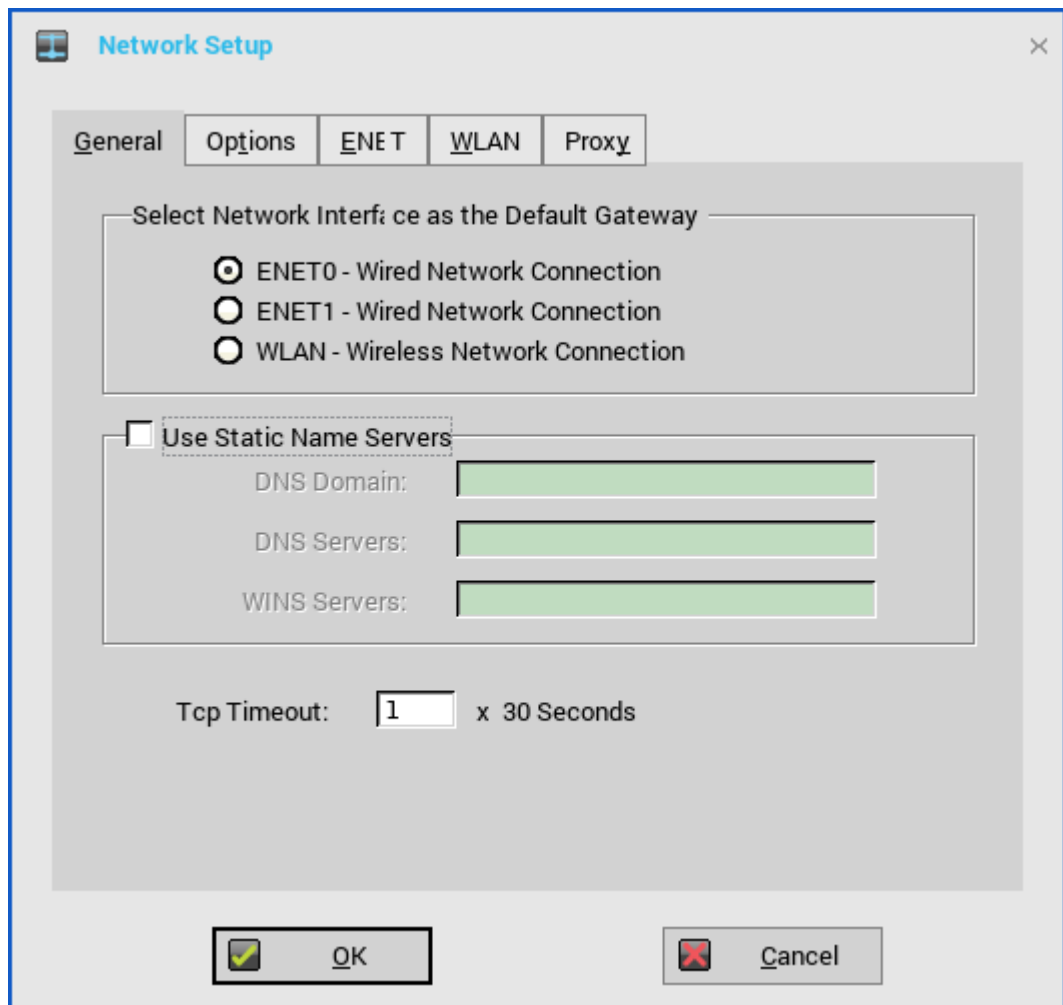 Network Setup
General Options ENET WLAN Proxy
Select Network Interface as the Default Gateway
ENET0 - Wired Network Connection
ENET1 - Wired Network Connection
WLAN - Wireless Network Connection
Use Static Name Servers
DNS Domain:
DNS Servers:
WINS Servers:
Tcp Timeout: 1 x 30 Seconds
OK Cancel